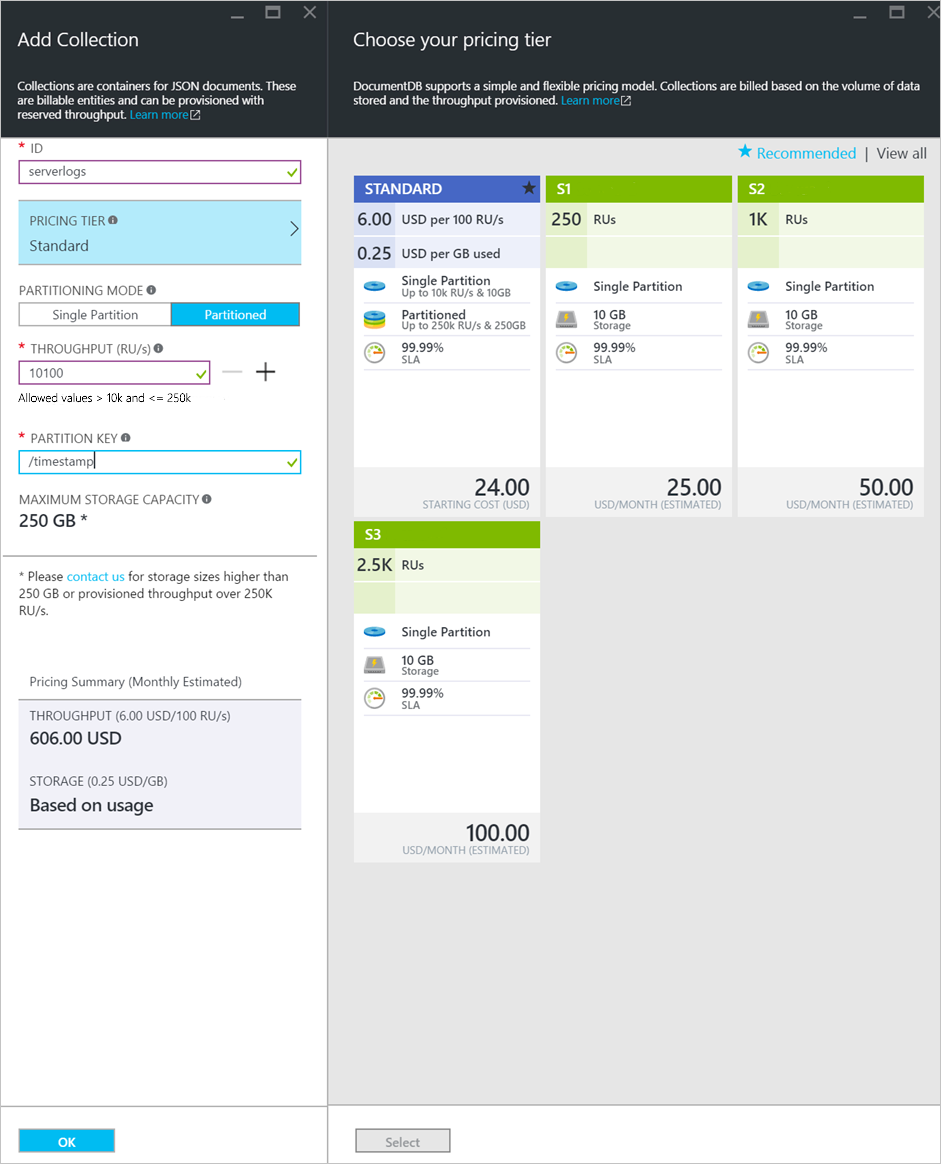 Add Collection
Collections are containers for JSON documents. These
are billable entities and can be provisioned with
reserved throughput. Learn more
* ID
serverlogs
PRICING TIER
Standard
PARTITIONING MODE
Single Partition Partitioned
* THROUGHPUT (RU/s)
10100
Allowed values > 10k and <= 250k
* PARTITION KEY
/timestamp
MAXIMUM STORAGE CAPACITY
250 GB *
* Please contact us for storage sizes higher than
250 GB or provisioned throughput over 250K
RU/s.
Pricing Summary (Monthly Estimated)
THROUGHPUT (6.00 USD/100 RU/s)
606.00 USD
STORAGE (0.25 USD/GB)
Based on usage
OK
Choose your pricing tier
DocumentDB supports a simple and flexible pricing model. Collections are billed based on the volume of data
stored and the throughput provisioned. Learn more
Recommended | View all
STANDARD
6.00 USD per 100 RU/s
0.25 USD per GB used
Single Partition
Up to 10k RU/s & 10GB
Partitioned
Up to 250k RU/s & 250GB
99.99%
SLA
24.00
STARTING COST (USD)
S1
250 RUs
Single Partition
10 GB
Storage
99.99%
SLA
25.00
USD/MONTH (ESTIMATED)
S2
1K RUs
Single Partition
10 GB
Storage
99.99%
SLA
50.00
USD/MONTH (ESTIMATED)
S3
2.5K RUs
Single Partition
10 GB
Storage
99.99%
SLA
100.00
USD/MONTH (ESTIMATED)
Select